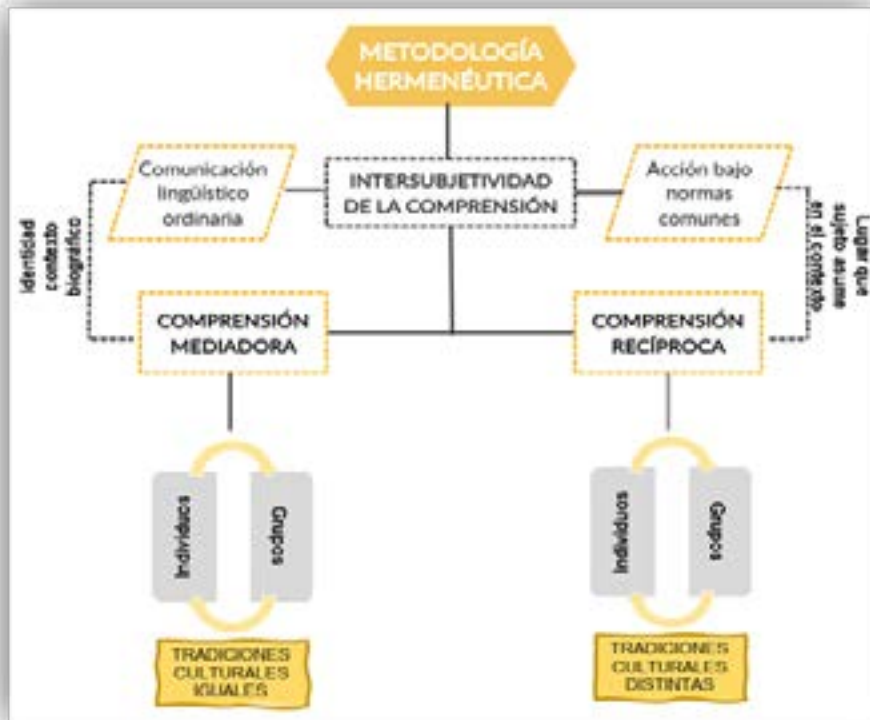 METODOLOGÍA
HERMENÉUTICA
Comunicación
lingüístico
ordinaria
INTERSUBJETIVIDAD
DE LA COMPRENSIÓN
Acción bajo
normas
comunes
identidad
contexto
biográfico
Lugar que
sujeto asume
en el contexto
COMPRENSIÓN
MEDIADORA
COMPRENSIÓN
RECÍPROCA
Individuos
Grupos
Individuos
Grupos
TRADICIONES
CULTURALES
IGUALES
TRADICIONES
CULTURALES
DISTINTAS